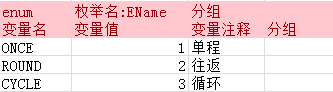 enum 枚举名:EName 分组
变量名 变量值 变量注释 分组
ONCE 1 单程
ROUND 2 往返
CYCLE 3 循环